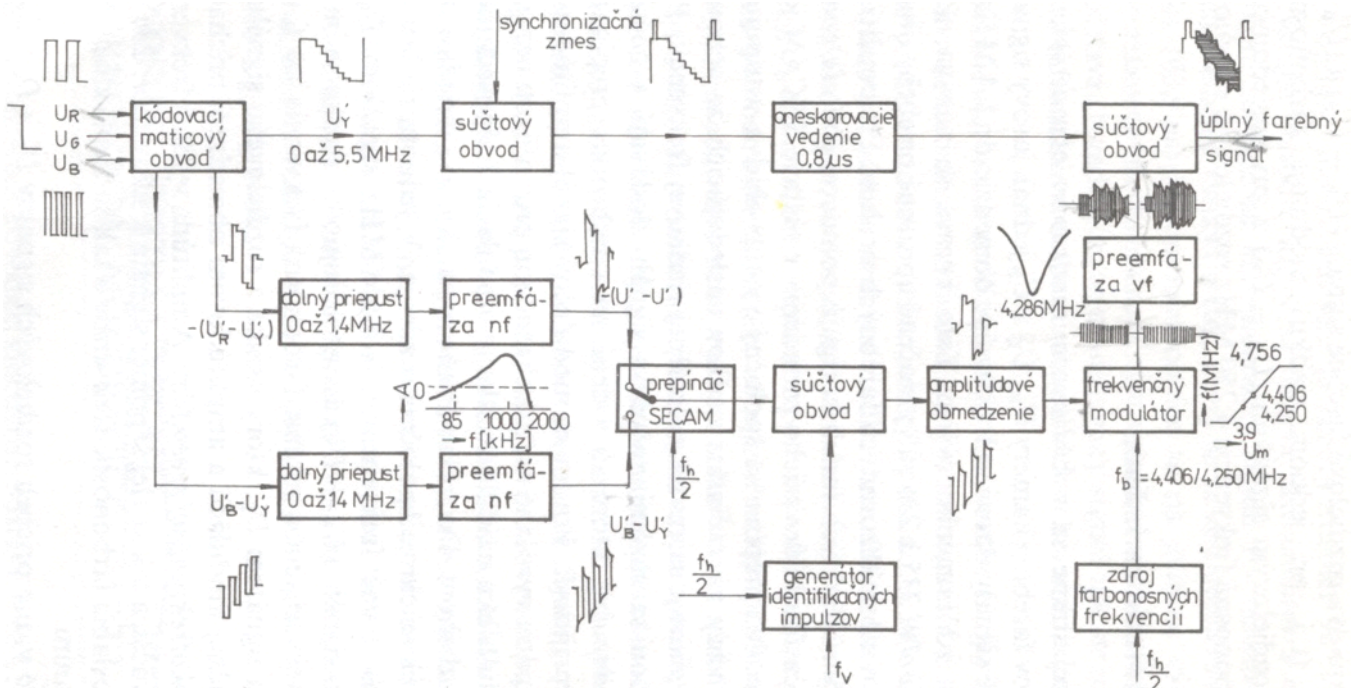 synchronizačná
zmes
U_R
U_G
U_B
kódovací
maticový
obvod
U'_Y
0 až 5,5 MHz
súčtový
obvod
oneskorovacie
vedenie
0,8 μs
súčtový
obvod
úplný farebný
signál
-(U'_R-U'_Y)
dolný priepust
0 až 1,4 MHz
preemfá-
za nf
-(U'-U')
4,286MHz
preemfá-
za vf
A
0
85 1000 2000
f [kHz]
prepínač
SECAM
f_h/2
súčtový
obvod
amplitúdové
obmedzenie
frekvenčný
modulátor
f[MHz]
4,756
4,406
4,250
3,9
U_m
f_b = 4,406/4,250 MHz
U'_B-U'_Y
dolný priepust
0 až 14 MHz
preemfá-
za nf
U'_B-U'_Y
f_h/2
generátor
identifikačných
impulzov
f_v
zdroj
farbonosných
frekvencií
f_h/2